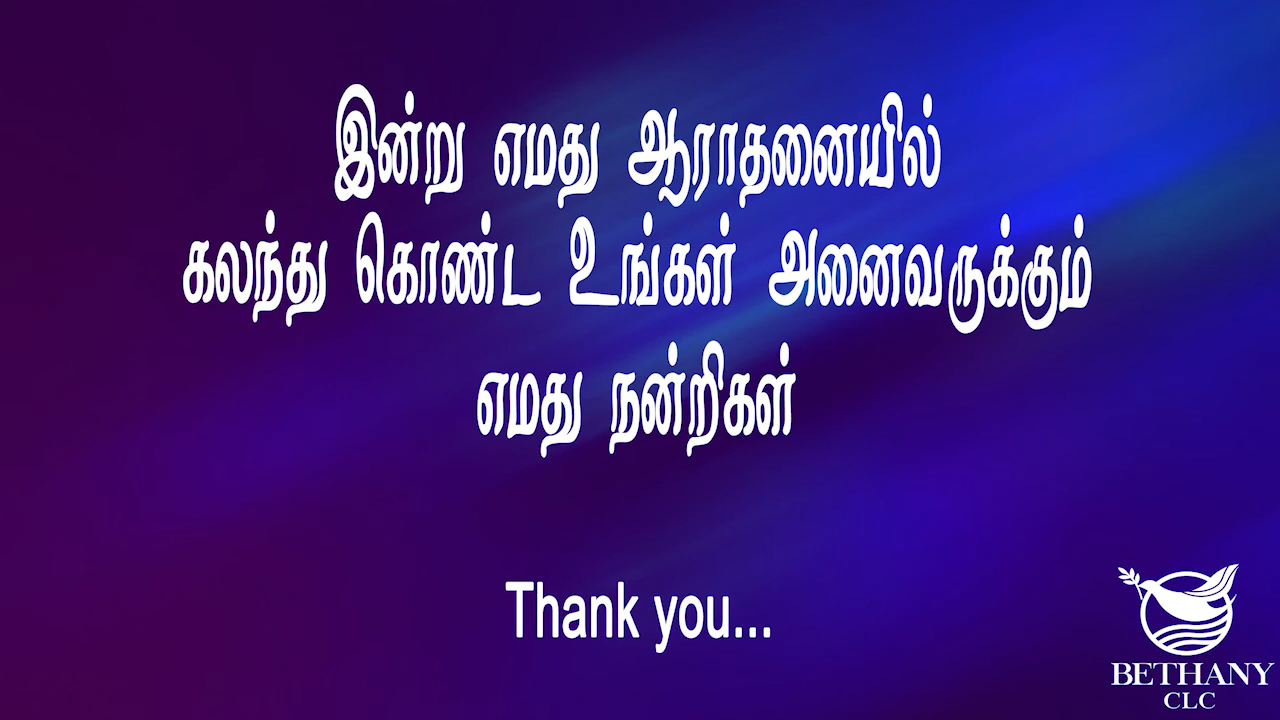 இன்று எமது ஆராதனையில்
கலந்து கொண்ட உங்கள் அனைவருக்கும்
எமது நன்றிகள்
Thank you...
BETHANY
CLC